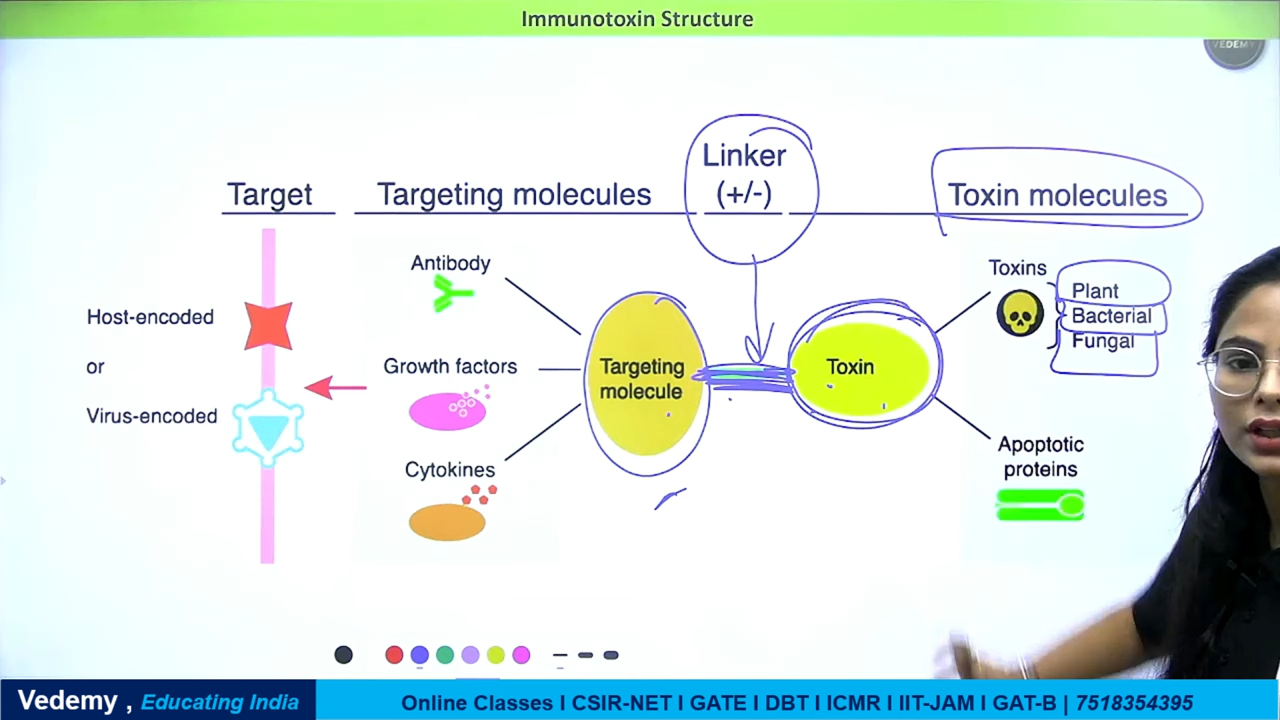 Immunotoxin Structure
VEDEMY
Linker
(+/-)
Target
Targeting molecules
Toxin molecules
Antibody
Toxins
Plant
Bacterial
Fungal
Host-encoded
or
Virus-encoded
Growth factors
Targeting
molecule
Toxin
Cytokines
Apoptotic
proteins
Vedemy , Educating India
Online Classes I CSIR-NET I GATE I DBT I ICMR I IIT-JAM I GAT-B | 7518354395